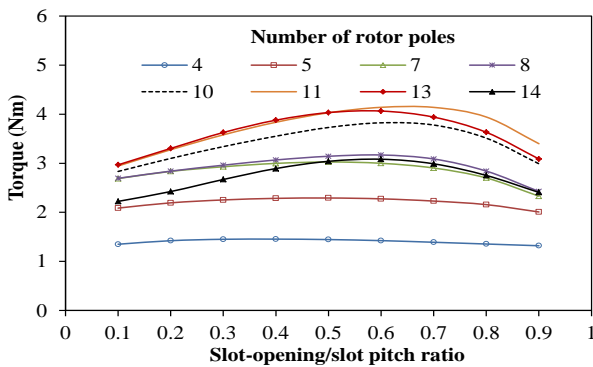 6
5
4
3
2
1
0
Torque (Nm)
Number of rotor poles
4 5 7 8
10 11 13 14
0 0.1 0.2 0.3 0.4 0.5 0.6 0.7 0.8 0.9 1
Slot-opening/slot pitch ratio